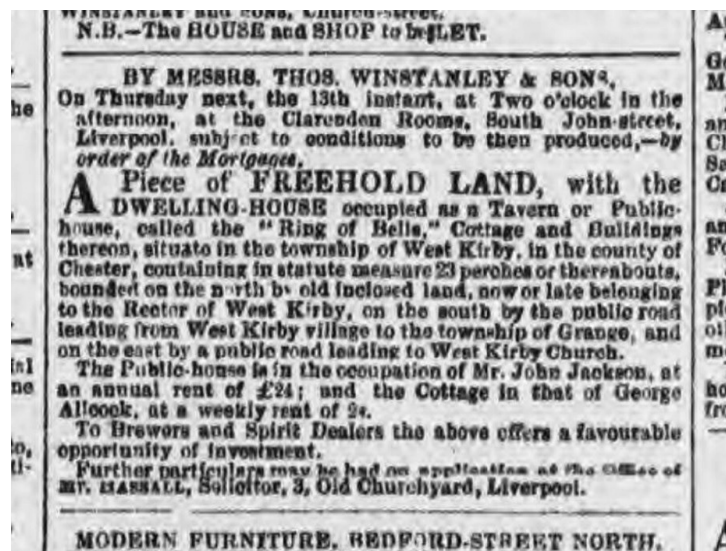 WINSTANLEY and SONS, Church-street.
N.B.—The HOUSE and SHOP to be LET.
BY MESSRS. THOS. WINSTANLEY & SONS,
On Thursday next, the 13th instant, at Two o'clock in the
afternoon, at the Clarendon Rooms, South John-street,
Liverpool, subject to conditions to be then produced,—by
order of the Mortgagee,
A Piece of FREEHOLD LAND, with the
DWELLING-HOUSE occupied as a Tavern or Public-
house, called the "Ring of Bells," Cottage and Buildings
thereon, situate in the township of West Kirby, in the county of
Chester, containing in statute measure 23 perches or thereabouts,
bounded on the north by old inclosed land, now or late belonging
to the Rector of West Kirby, on the south by the public road
leading from West Kirby village to the township of Grange, and
on the east by a public road leading to West Kirby Church.
The Public-house is in the occupation of Mr. John Jackson, at
an annual rent of £24; and the Cottage in that of George
Allcock, at a weekly rent of 2s.
To Brewers and Spirit Dealers the above offers a favourable
opportunity of investment.
Further particulars may be had on application at the Office of
Mr. MASSALL, Solicitor, 3, Old Churchyard, Liverpool.
MODERN FURNITURE, BEDFORD-STREET NORTH.